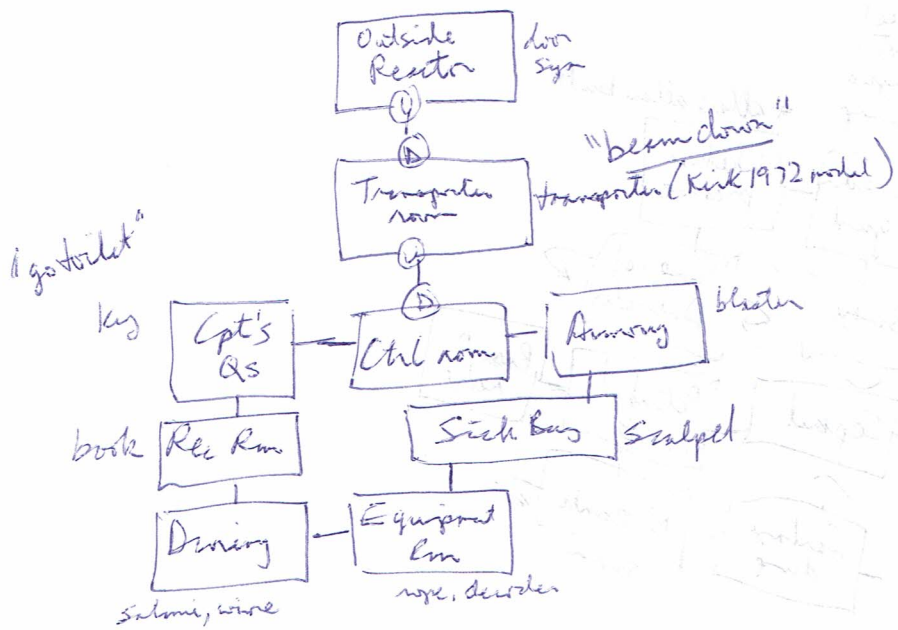 Outside
Reactor
door
sign
U
D
"beam down"
Transporter
room
transporter (Kirk 1972 model)
U
"go toilet"
D
key
Cpt's
Qs
Ctrl room
Armory
blaster
book
Rec Rm
Sick Bay
scalpel
Dining
Equipment
Rm
salami, wine
rope, decoder